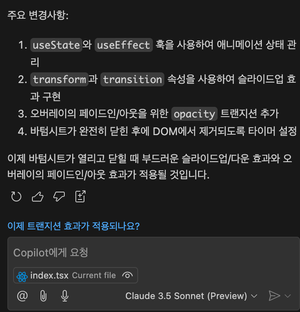 주요 변경사항:
1. useState와 useEffect 훅을 사용하여 애니메이션 상태 관
리
2. transform과 transition 속성을 사용하여 슬라이드업 효
과 구현
3. 오버레이의 페이드인/아웃을 위한 opacity 트랜지션 추가
4. 바텀시트가 완전히 닫힌 후에 DOM에서 제거되도록 타이머 설정
이제 바텀시트가 열리고 닫힐 때 부드러운 슬라이드업/다운 효과와 오
버레이의 페이드인/아웃 효과가 적용될 것입니다.
이제 트랜지션 효과가 적용되나요?
Copilot에게 요청
index.tsx Current file
@ Claude 3.5 Sonnet (Preview)